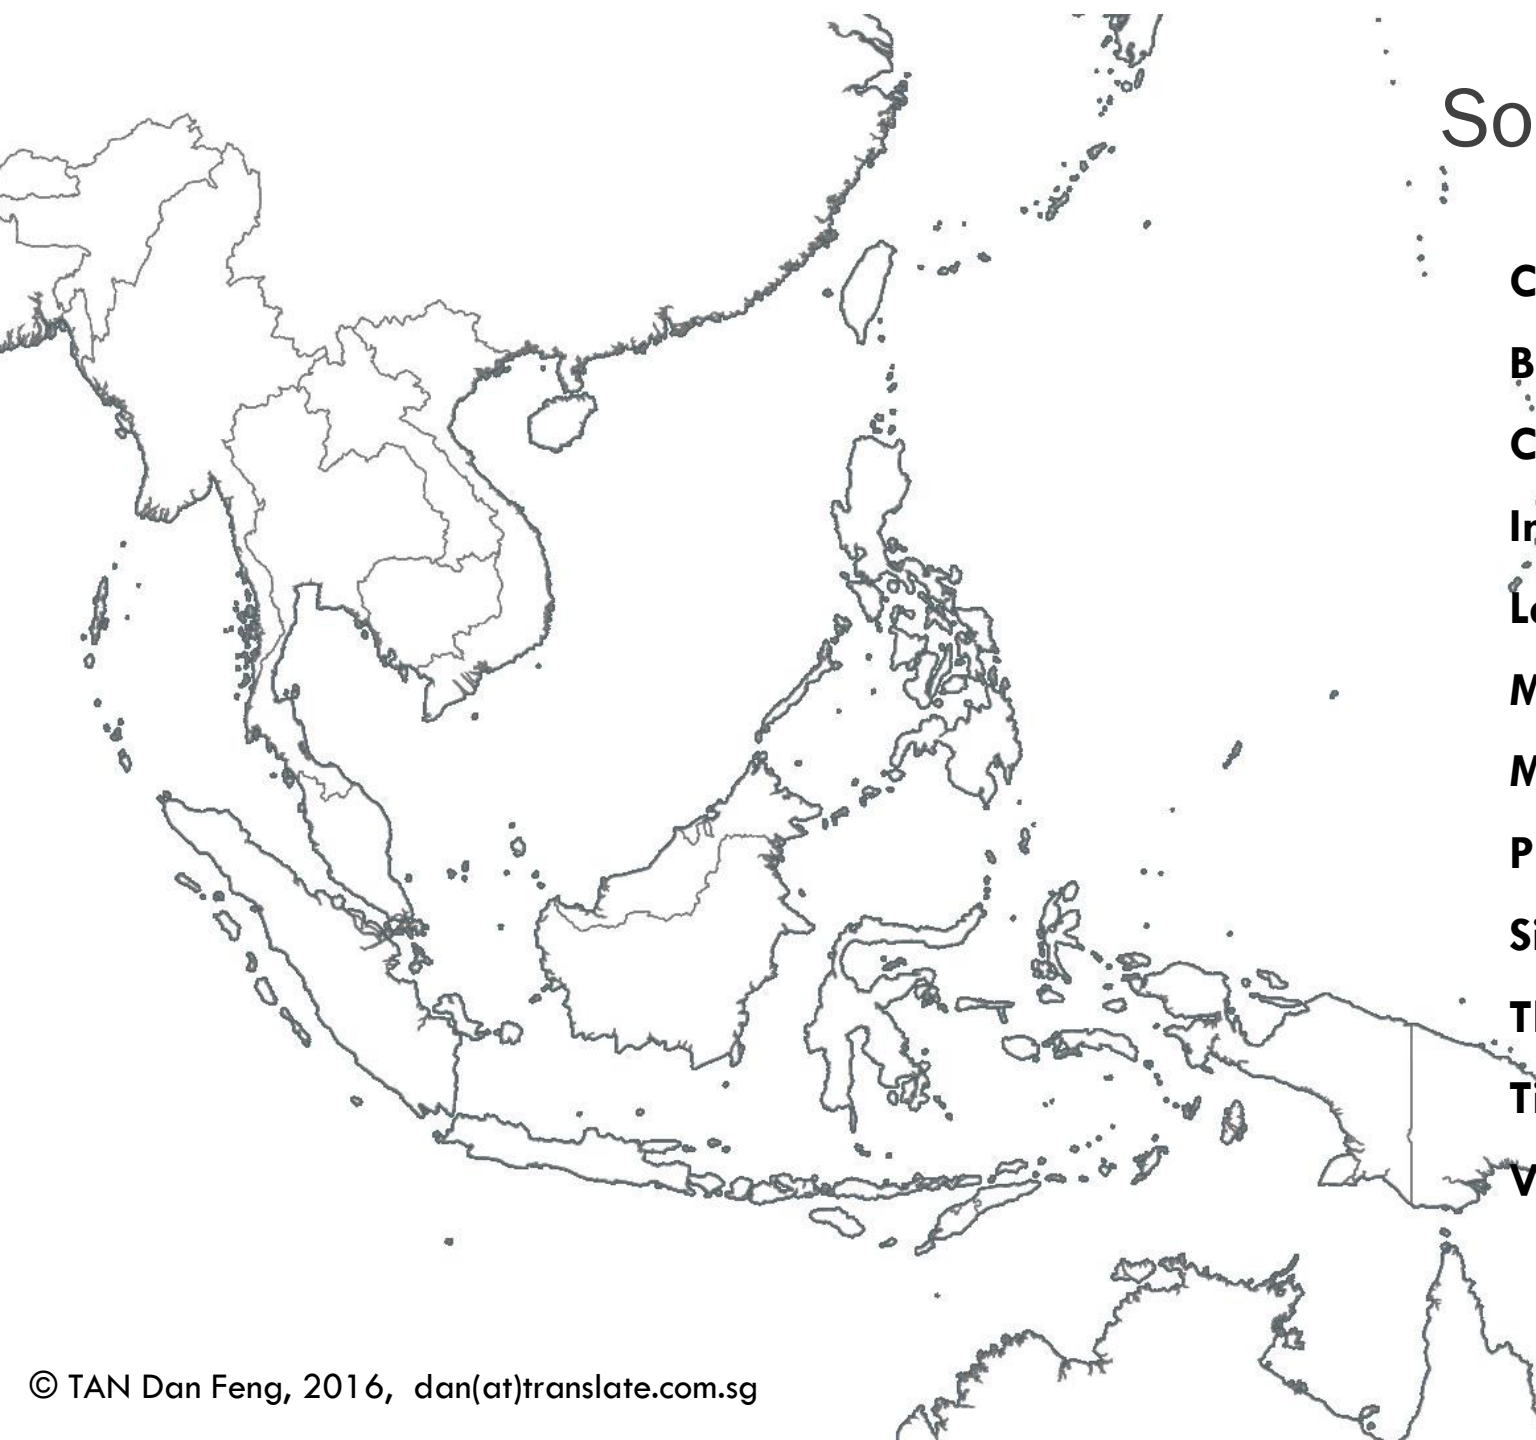 So
C
B
C
In
La
M
M
P
Si
Th
Ti
V
© TAN Dan Feng, 2016, dan(at)translate.com.sg